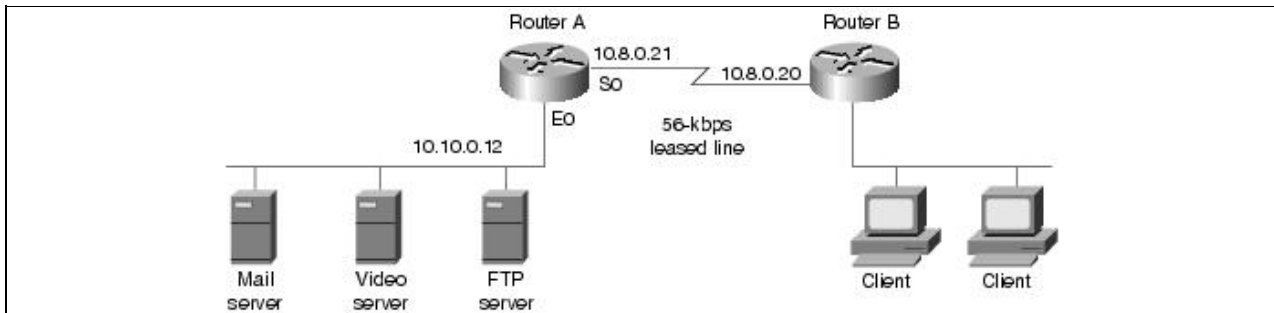 Router A
Router B
10.8.0.21
10.8.0.20
S0
E0
56-kbps
leased line
10.10.0.12
Mail
server
Video
server
FTP
server
Client
Client